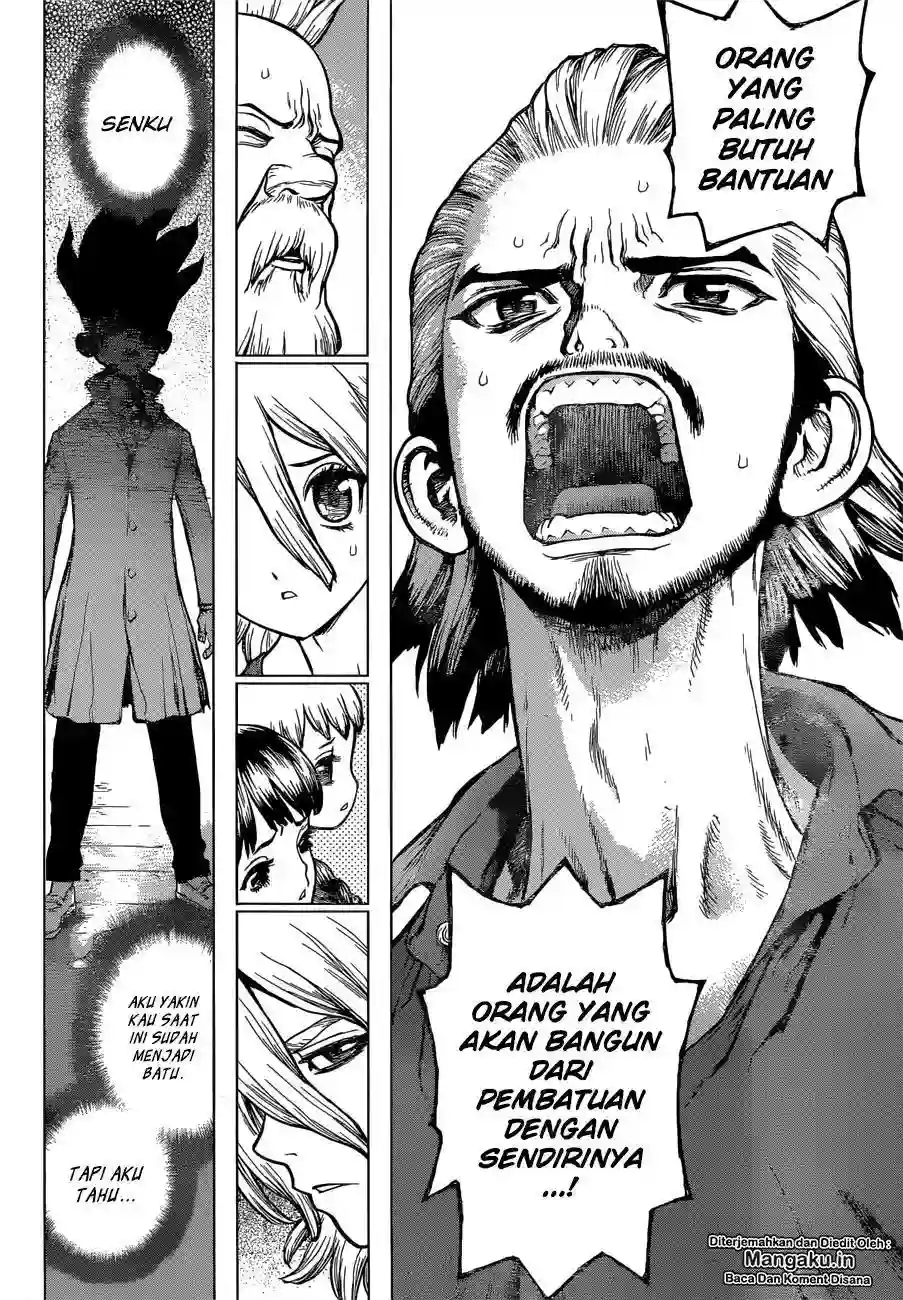 ORANG
YANG
PALING
BUTUH
BANTUAN
ADALAH
ORANG YANG
AKAN BANGUN
DARI
PEMBATUAN
DENGAN
SENDIRINYA
...!
SENKU
AKU YAKIN
KAU SAAT
INI SUDAH
MENJADI
BATU.
TAPI AKU
TAHU...
Diterjemahkan dan Diedit Oleh:
Mangaku.in
Baca Dan Koment Disana